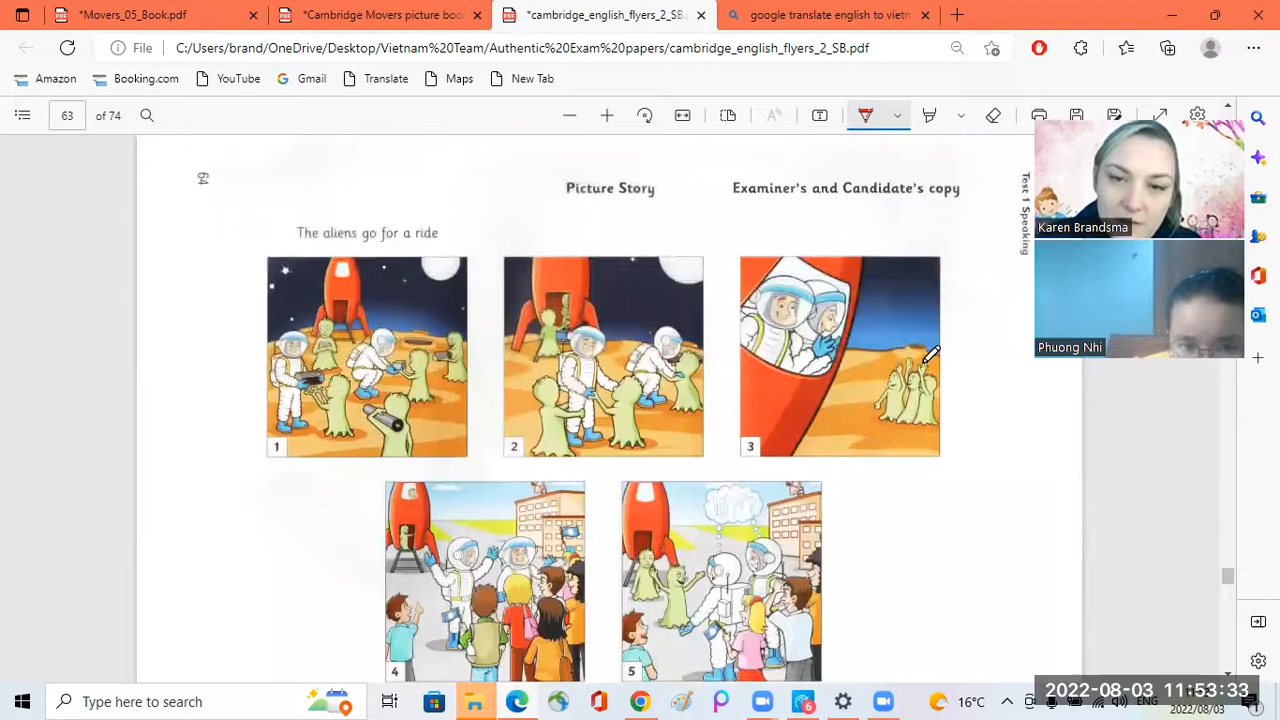 *Movers_05_Book.pdf
*Cambridge Movers picture boo
*cambridge_english_flyers_2_SB.
google translate english to vietn
File
C:/Users/brand/OneDrive/Desktop/Vietnam%20Team/Authentic%20Exam%20papers/cambridge_english_flyers_2_SB.pdf
Amazon
Booking.com
YouTube
Gmail
Translate
Maps
New Tab
63 of 74
64
Picture Story
Examiner's and Candidate's copy
Test 1 Speaking
The aliens go for a ride
1
2
3
4
5
Karen Brandsma
Phuong Nhi
Type here to search
6
16°C
ENG
2022-08-03 11:53:33
2022/08/03